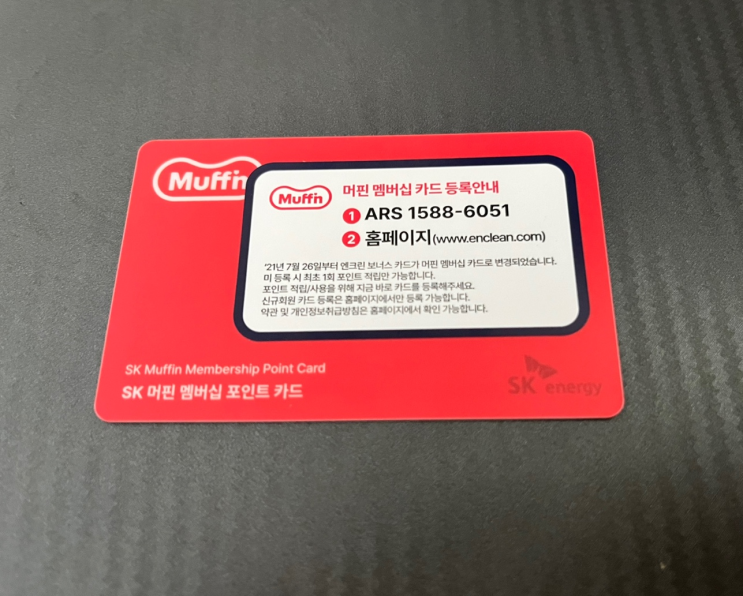 Muffin
Muffin
머핀 멤버십 카드 등록안내
1 ARS 1588-6051
2 홈페이지(www.enclean.com)
'21년 7월 26일부터 엔크린 보너스 카드가 머핀 멤버십 카드로 변경되었습니다.
미 등록 시 최초 1회 포인트 적립만 가능합니다.
포인트 적립/사용을 위해 지금 바로 카드를 등록해주세요.
신규회원 카드 등록은 홈페이지에서만 등록 가능합니다.
약관 및 개인정보취급방침은 홈페이지에서 확인 가능합니다.
SK Muffin Membership Point Card
SK 머핀 멤버십 포인트 카드
SK energy